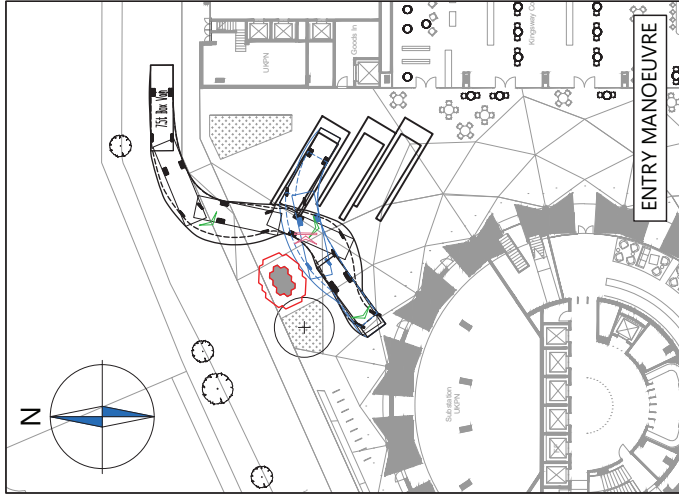 7.5t Box Van
UKPN
Goods In
N
Substation
UKPN
ENTRY MANOEUVRE